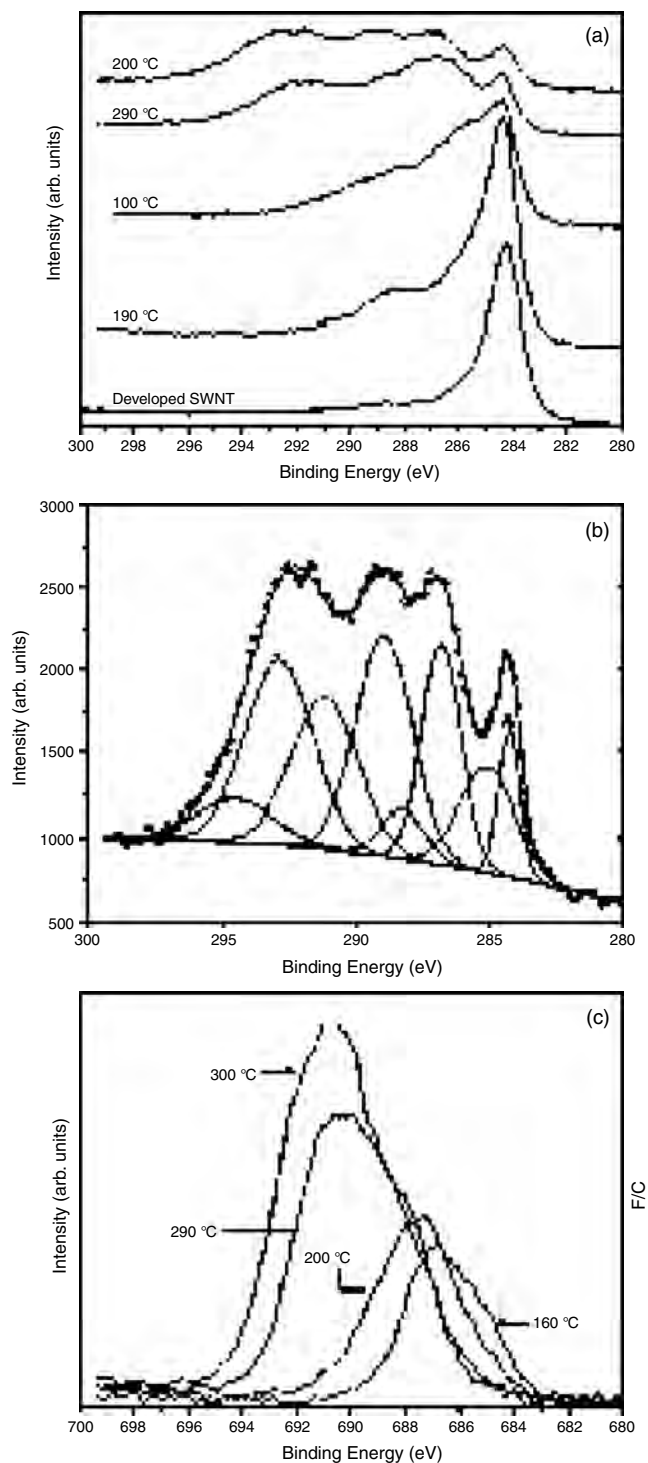 (a)
200 °C
290 °C
100 °C
190 °C
Developed SWNT
Intensity (arb. units)
300 298 296 294 292 290 288 286 284 282 280
Binding Energy (eV)
(b)
3000
2500
2000
1500
1000
500
Intensity (arb. units)
300 295 290 285 280
Binding Energy (eV)
(c)
300 °C
290 °C
200 °C
160 °C
Intensity (arb. units)
F/C
700 698 696 694 692 690 688 686 684 682 680
Binding Energy (eV)